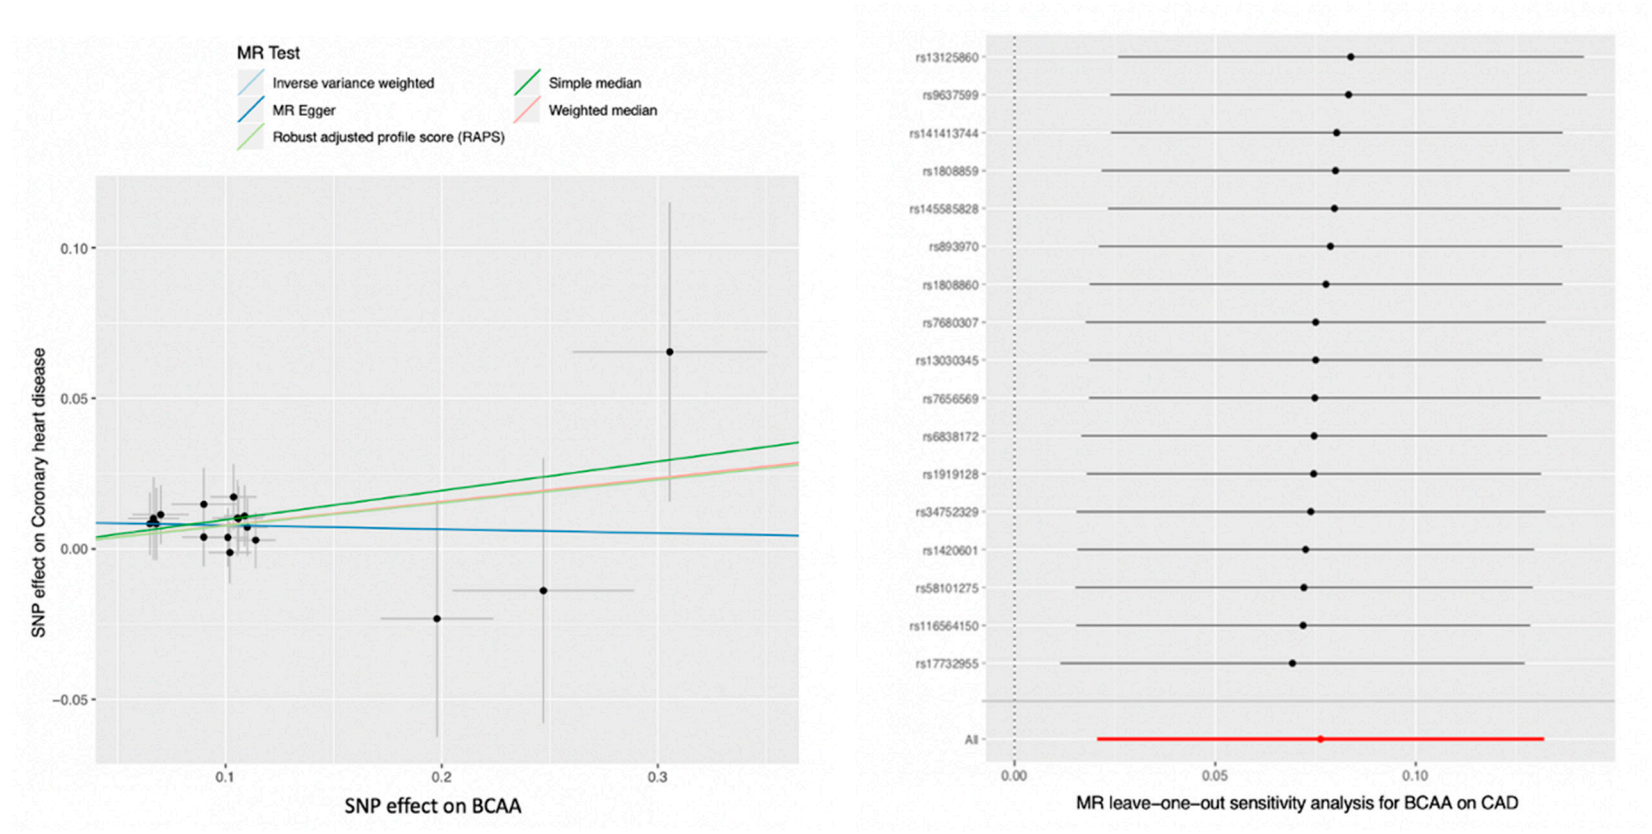 MR Test
Inverse variance weighted
Simple median
MR Egger
Weighted median
Robust adjusted profile score (RAPS)
SNP effect on Coronary heart disease
0.10
0.05
0.00
−0.05
0.1
0.2
0.3
SNP effect on BCAA
rs13125860
rs9637599
rs141413744
rs1808859
rs145585828
rs893970
rs1808860
rs7680307
rs13030345
rs7656569
rs6838172
rs1919128
rs34752329
rs1420601
rs58101275
rs116564150
rs17732955
All
0.00
0.05
0.10
MR leave−one−out sensitivity analysis for BCAA on CAD